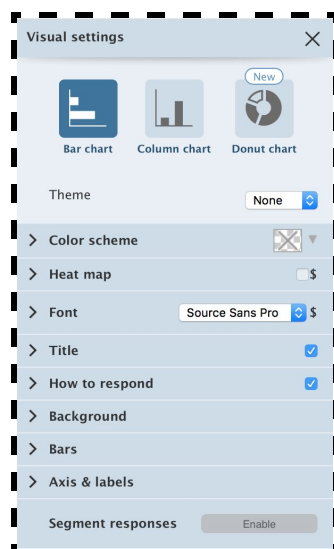 Visual settings
New
Bar chart Column chart Donut chart
Theme None
Color scheme
Heat map $
Font Source Sans Pro $
Title
How to respond
Background
Bars
Axis & labels
Segment responses Enable